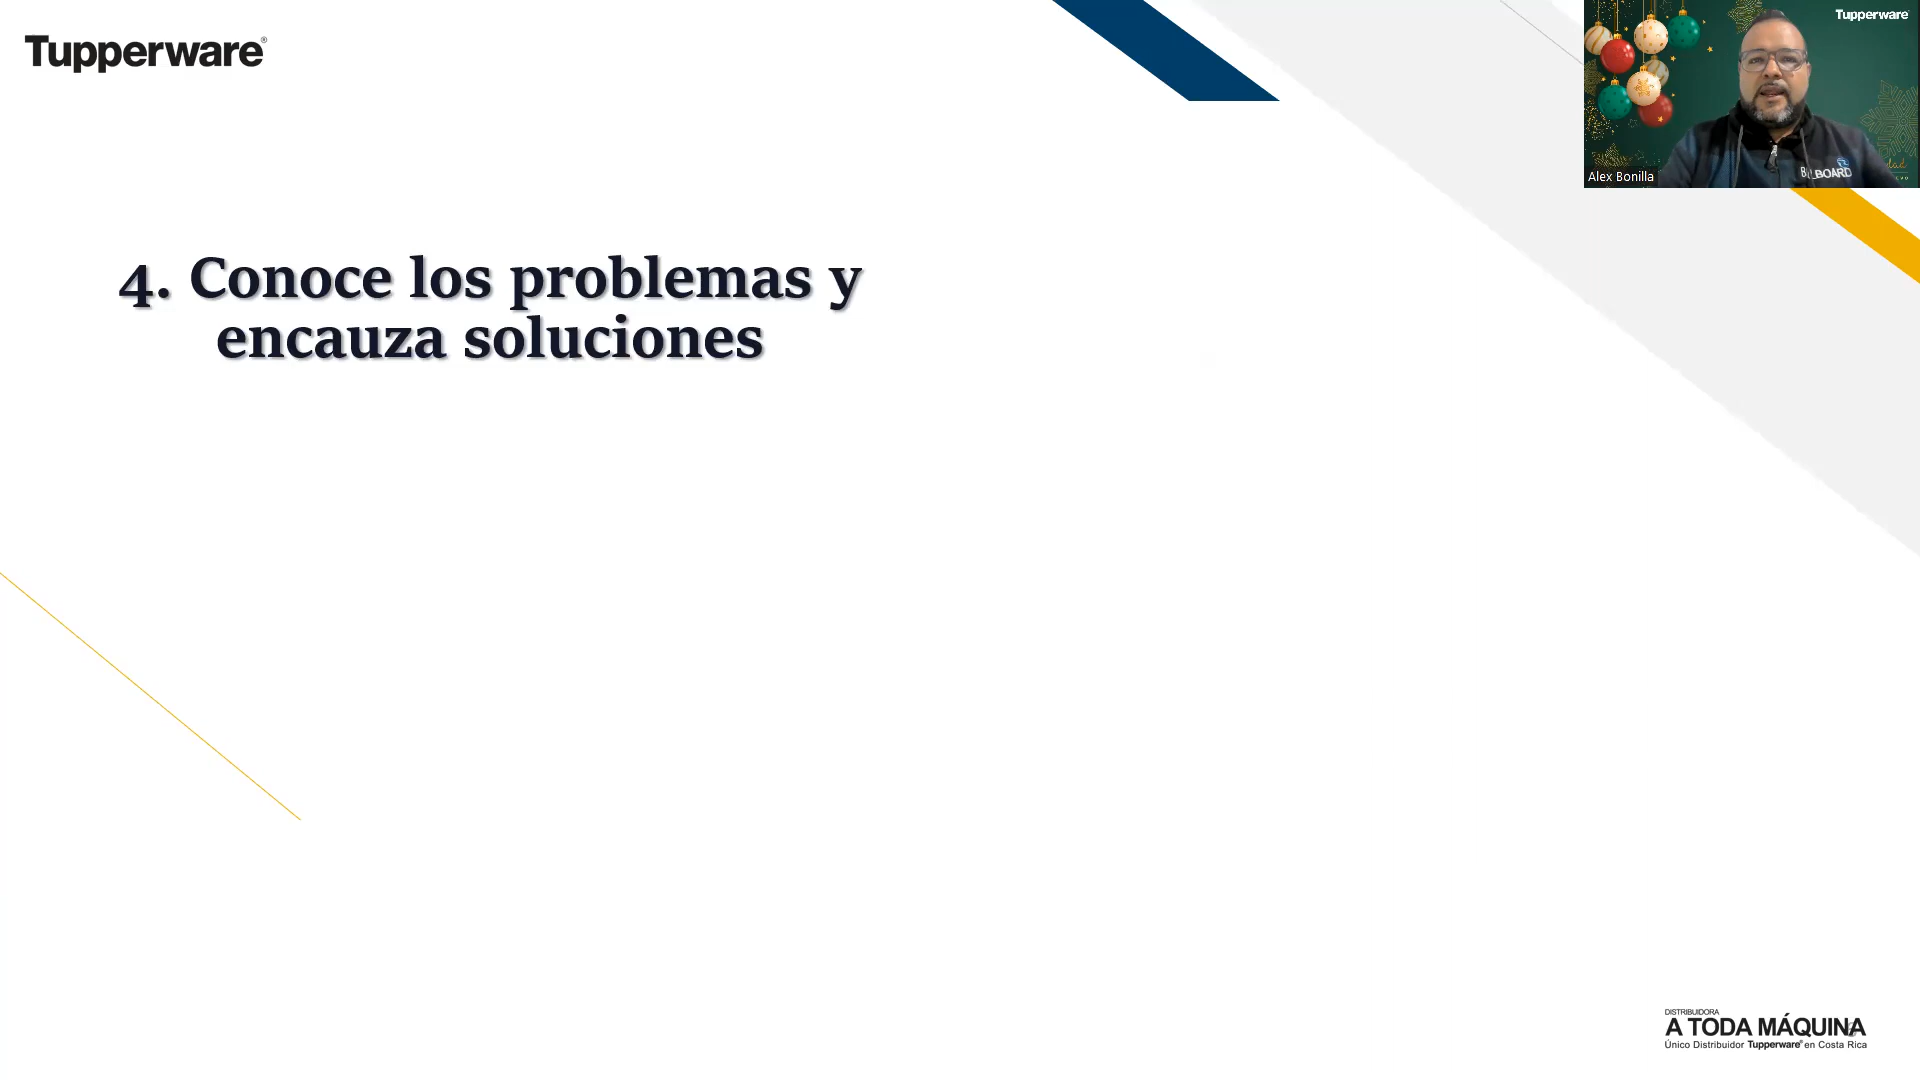 Tupperware®
Tupperware
Alex Bonilla
4. Conoce los problemas y
encauza soluciones
DISTRIBUIDORA
A TODA MÁQUINA
Único Distribuidor Tupperware® en Costa Rica